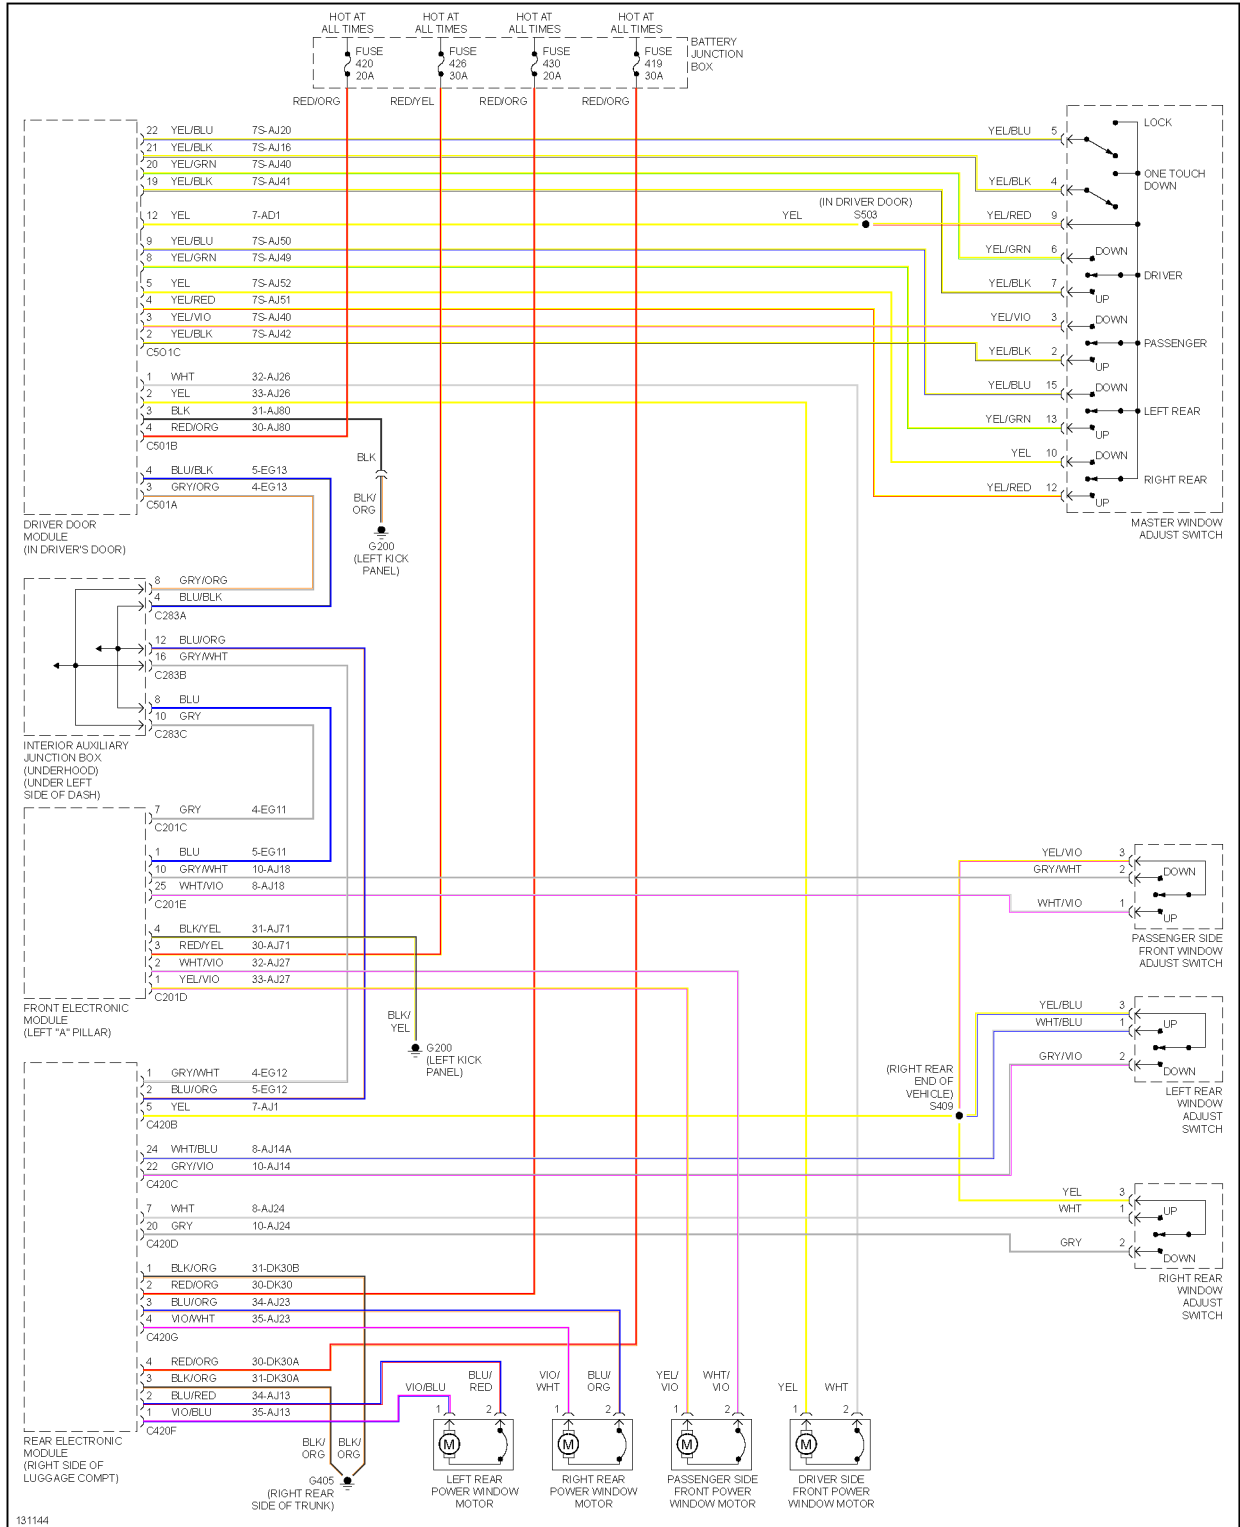 HOT AT
ALL TIMES
HOT AT
ALL TIMES
HOT AT
ALL TIMES
HOT AT
ALL TIMES
FUSE
420
20A
FUSE
426
30A
FUSE
430
20A
FUSE
419
30A
BATTERY
JUNCTION
BOX
RED/ORG
RED/YEL
RED/ORG
RED/ORG
22 YEL/BLU 7S-AJ20
21 YEL/BLK 7S-AJ16
20 YEL/GRN 7S-AJ40
19 YEL/BLK 7S-AJ41
12 YEL 7-AD1
9 YEL/BLU 7S-AJ50
8 YEL/GRN 7S-AJ49
5 YEL 7S-AJ52
4 YEL/RED 7S-AJ51
3 YEL/VIO 7S-AJ40
2 YEL/BLK 7S-AJ42
C501C
1 WHT 32-AJ26
2 YEL 33-AJ26
3 BLK 31-AJ80
4 RED/ORG 30-AJ80
C501B
4 BLU/BLK 5-EG13
3 GRY/ORG 4-EG13
C501A
DRIVER DOOR
MODULE
(IN DRIVER'S DOOR)
BLK
BLK/
ORG
G200
(LEFT KICK
PANEL)
YEL
(IN DRIVER DOOR)
S503
YEL/BLU 5
YEL/BLK 4
YEL/RED 9
YEL/GRN 6
YEL/BLK 7
YEL/VIO 3
YEL/BLK 2
YEL/BLU 15
YEL/GRN 13
YEL 10
YEL/RED 12
LOCK
ONE TOUCH
DOWN
DOWN
DRIVER
UP
DOWN
PASSENGER
UP
DOWN
LEFT REAR
UP
DOWN
RIGHT REAR
UP
MASTER WINDOW
ADJUST SWITCH
8 GRY/ORG
4 BLU/BLK
C283A
12 BLU/ORG
16 GRY/WHT
C283B
8 BLU
10 GRY
C283C
INTERIOR AUXILIARY
JUNCTION BOX
(UNDERHOOD)
(UNDER LEFT
SIDE OF DASH)
7 GRY 4-EG11
C201C
1 BLU 5-EG11
10 GRY/WHT 10-AJ18
25 WHT/VIO 8-AJ18
C201E
4 BLK/YEL 31-AJ71
3 RED/YEL 30-AJ71
2 WHT/VIO 32-AJ27
1 YEL/VIO 33-AJ27
C201D
FRONT ELECTRONIC
MODULE
(LEFT "A" PILLAR)
BLK/
YEL
G200
(LEFT KICK
PANEL)
YEL/VIO 3
GRY/WHT 2
WHT/VIO 1
DOWN
UP
PASSENGER SIDE
FRONT WINDOW
ADJUST SWITCH
YEL/BLU 3
WHT/BLU 1
GRY/VIO 2
UP
DOWN
LEFT REAR
WINDOW
ADJUST
SWITCH
(RIGHT REAR
END OF
VEHICLE)
S409
YEL 3
WHT 1
GRY 2
UP
DOWN
RIGHT REAR
WINDOW
ADJUST
SWITCH
1 GRY/WHT 4-EG12
2 BLU/ORG 5-EG12
5 YEL 7-AJ1
C420B
24 WHT/BLU 8-AJ14A
22 GRY/VIO 10-AJ14
C420C
7 WHT 8-AJ24
20 GRY 10-AJ24
C420D
1 BLK/ORG 31-DK30B
2 RED/ORG 30-DK30
3 BLU/ORG 34-AJ23
4 VIO/WHT 35-AJ23
C420G
4 RED/ORG 30-DK30A
3 BLK/ORG 31-DK30A
2 BLU/RED 34-AJ13
1 VIO/BLU 35-AJ13
C420F
REAR ELECTRONIC
MODULE
(RIGHT SIDE OF
LUGGAGE COMPT)
BLK/
ORG
BLK/
ORG
G405
(RIGHT REAR
SIDE OF TRUNK)
VIO/BLU
BLU/
RED
1 2
M
LEFT REAR
POWER WINDOW
MOTOR
VIO/
WHT
BLU/
ORG
1 2
M
RIGHT REAR
POWER WINDOW
MOTOR
YEL/
VIO
WHT/
VIO
1 2
M
PASSENGER SIDE
FRONT POWER
WINDOW MOTOR
YEL WHT
1 2
M
DRIVER SIDE
FRONT POWER
WINDOW MOTOR
131144